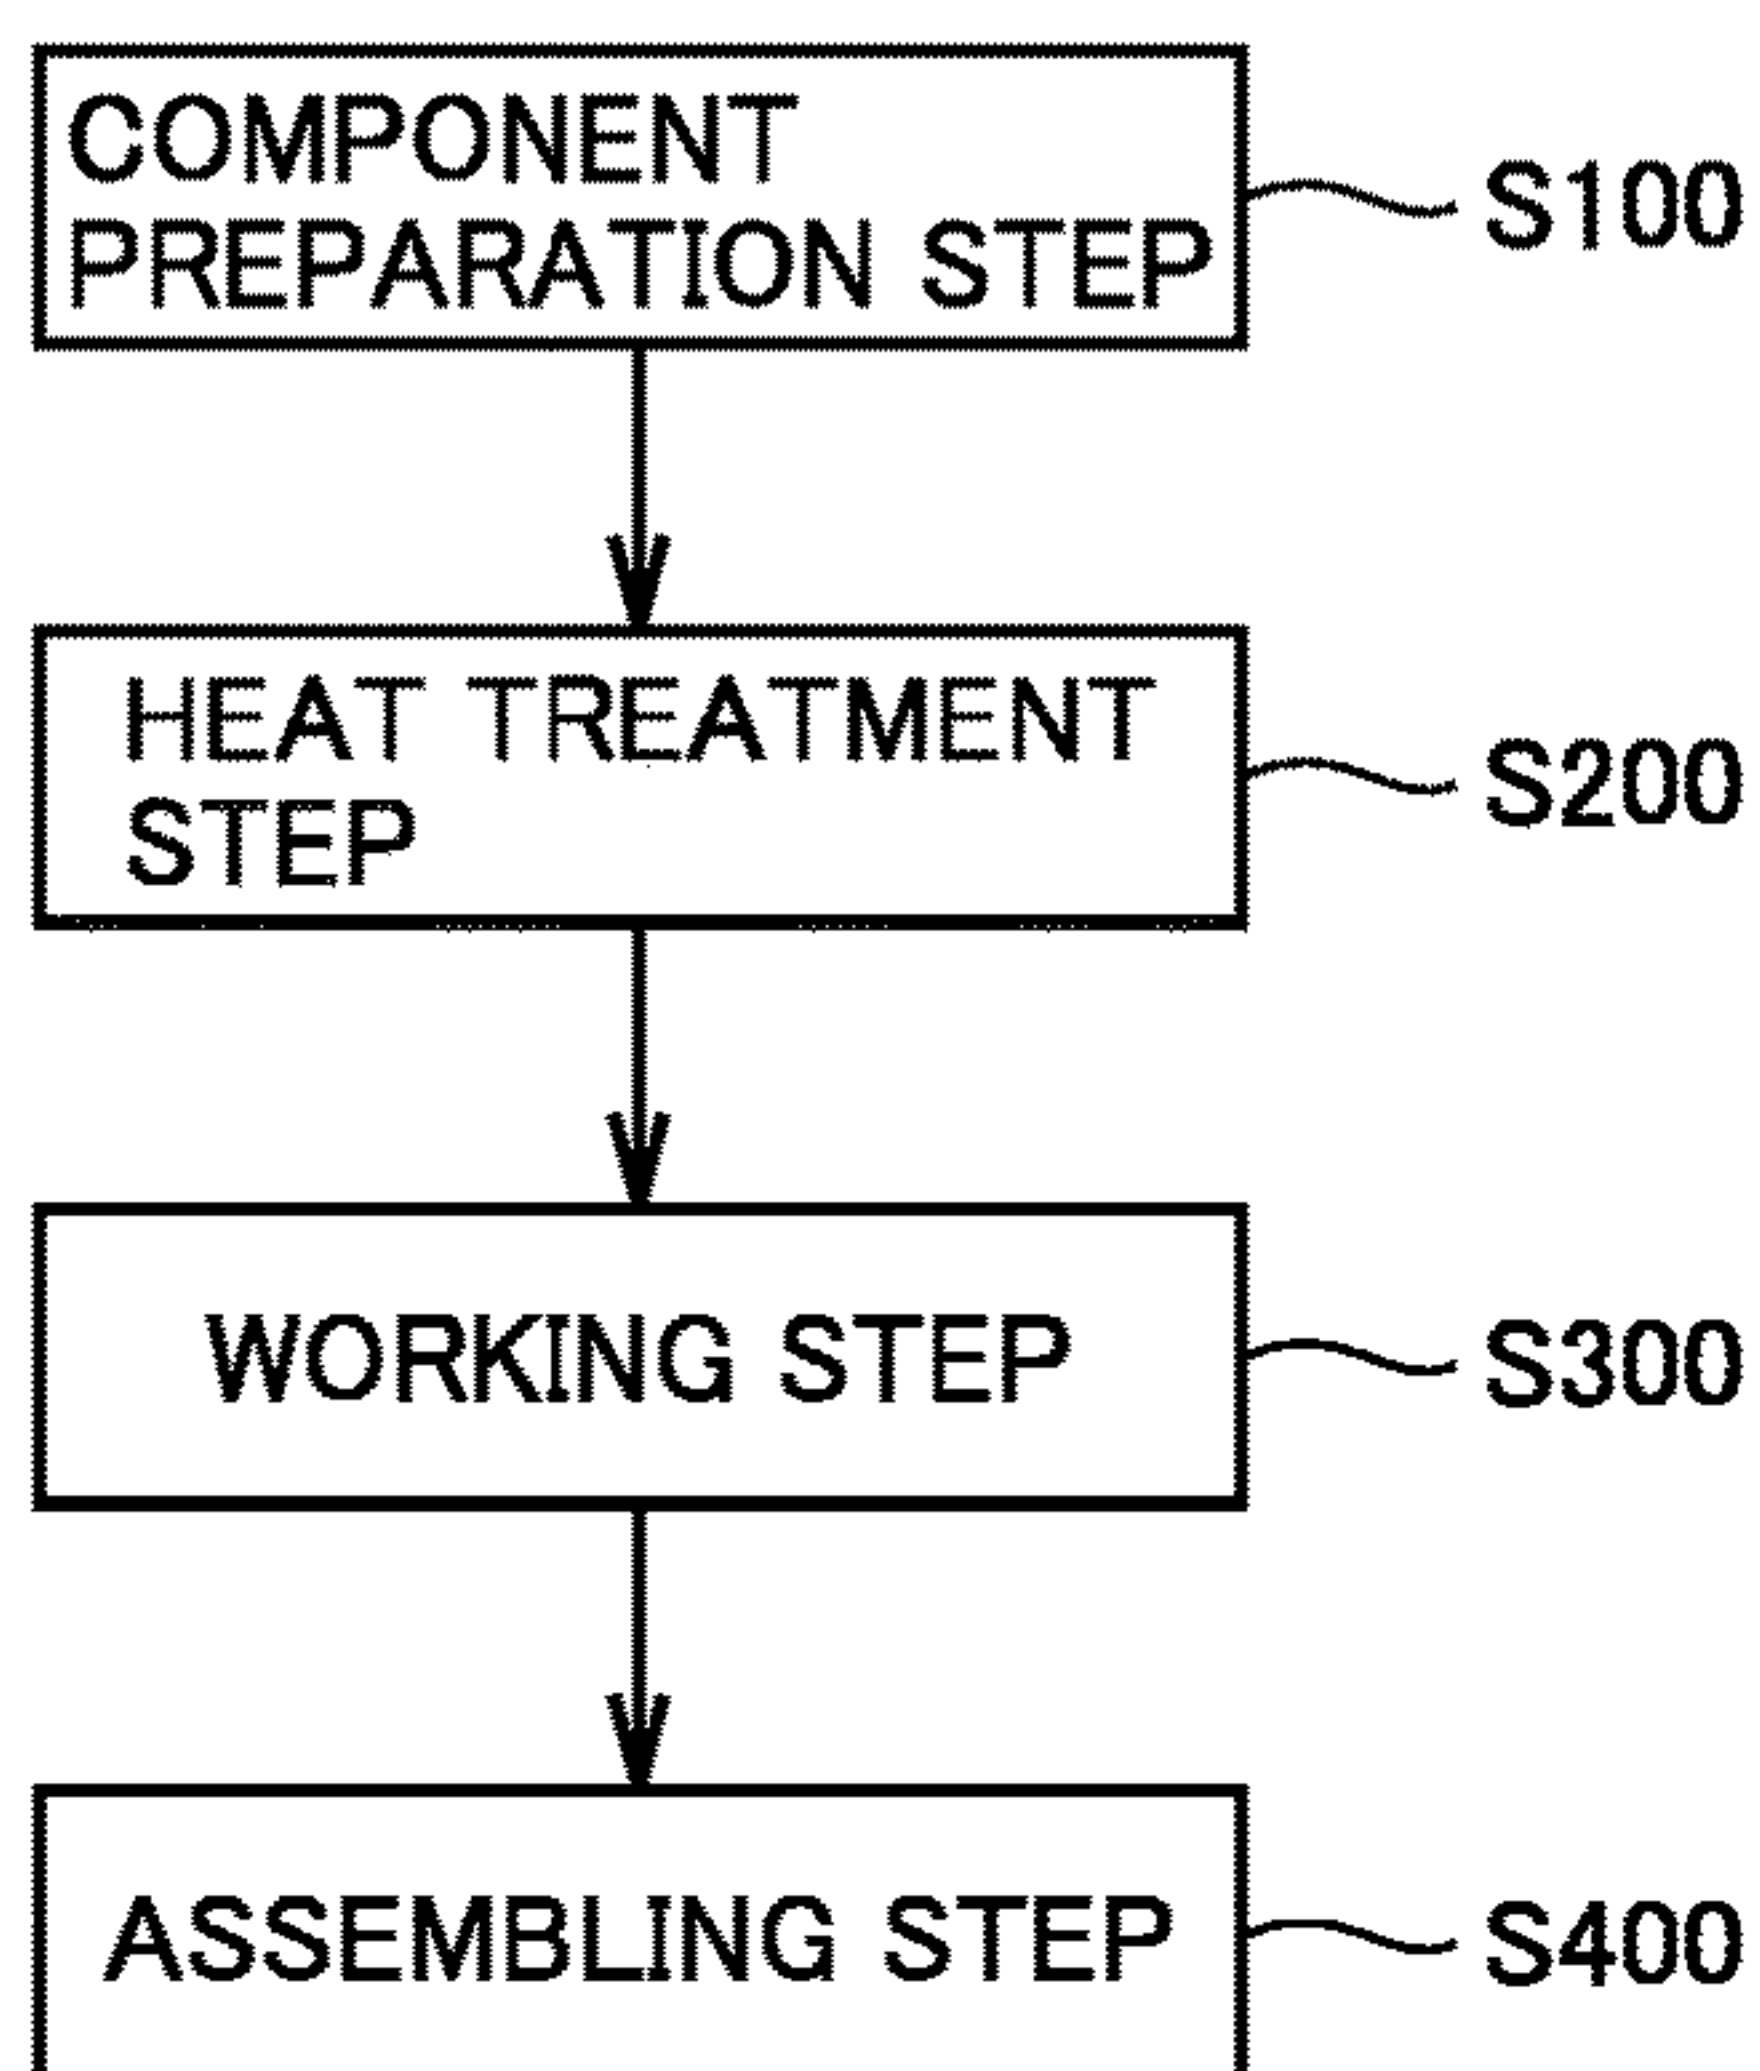 COMPONENT
PREPARATION STEP
S100
HEAT TREATMENT
STEP
S200
WORKING STEP
S300
ASSEMBLING STEP
S400